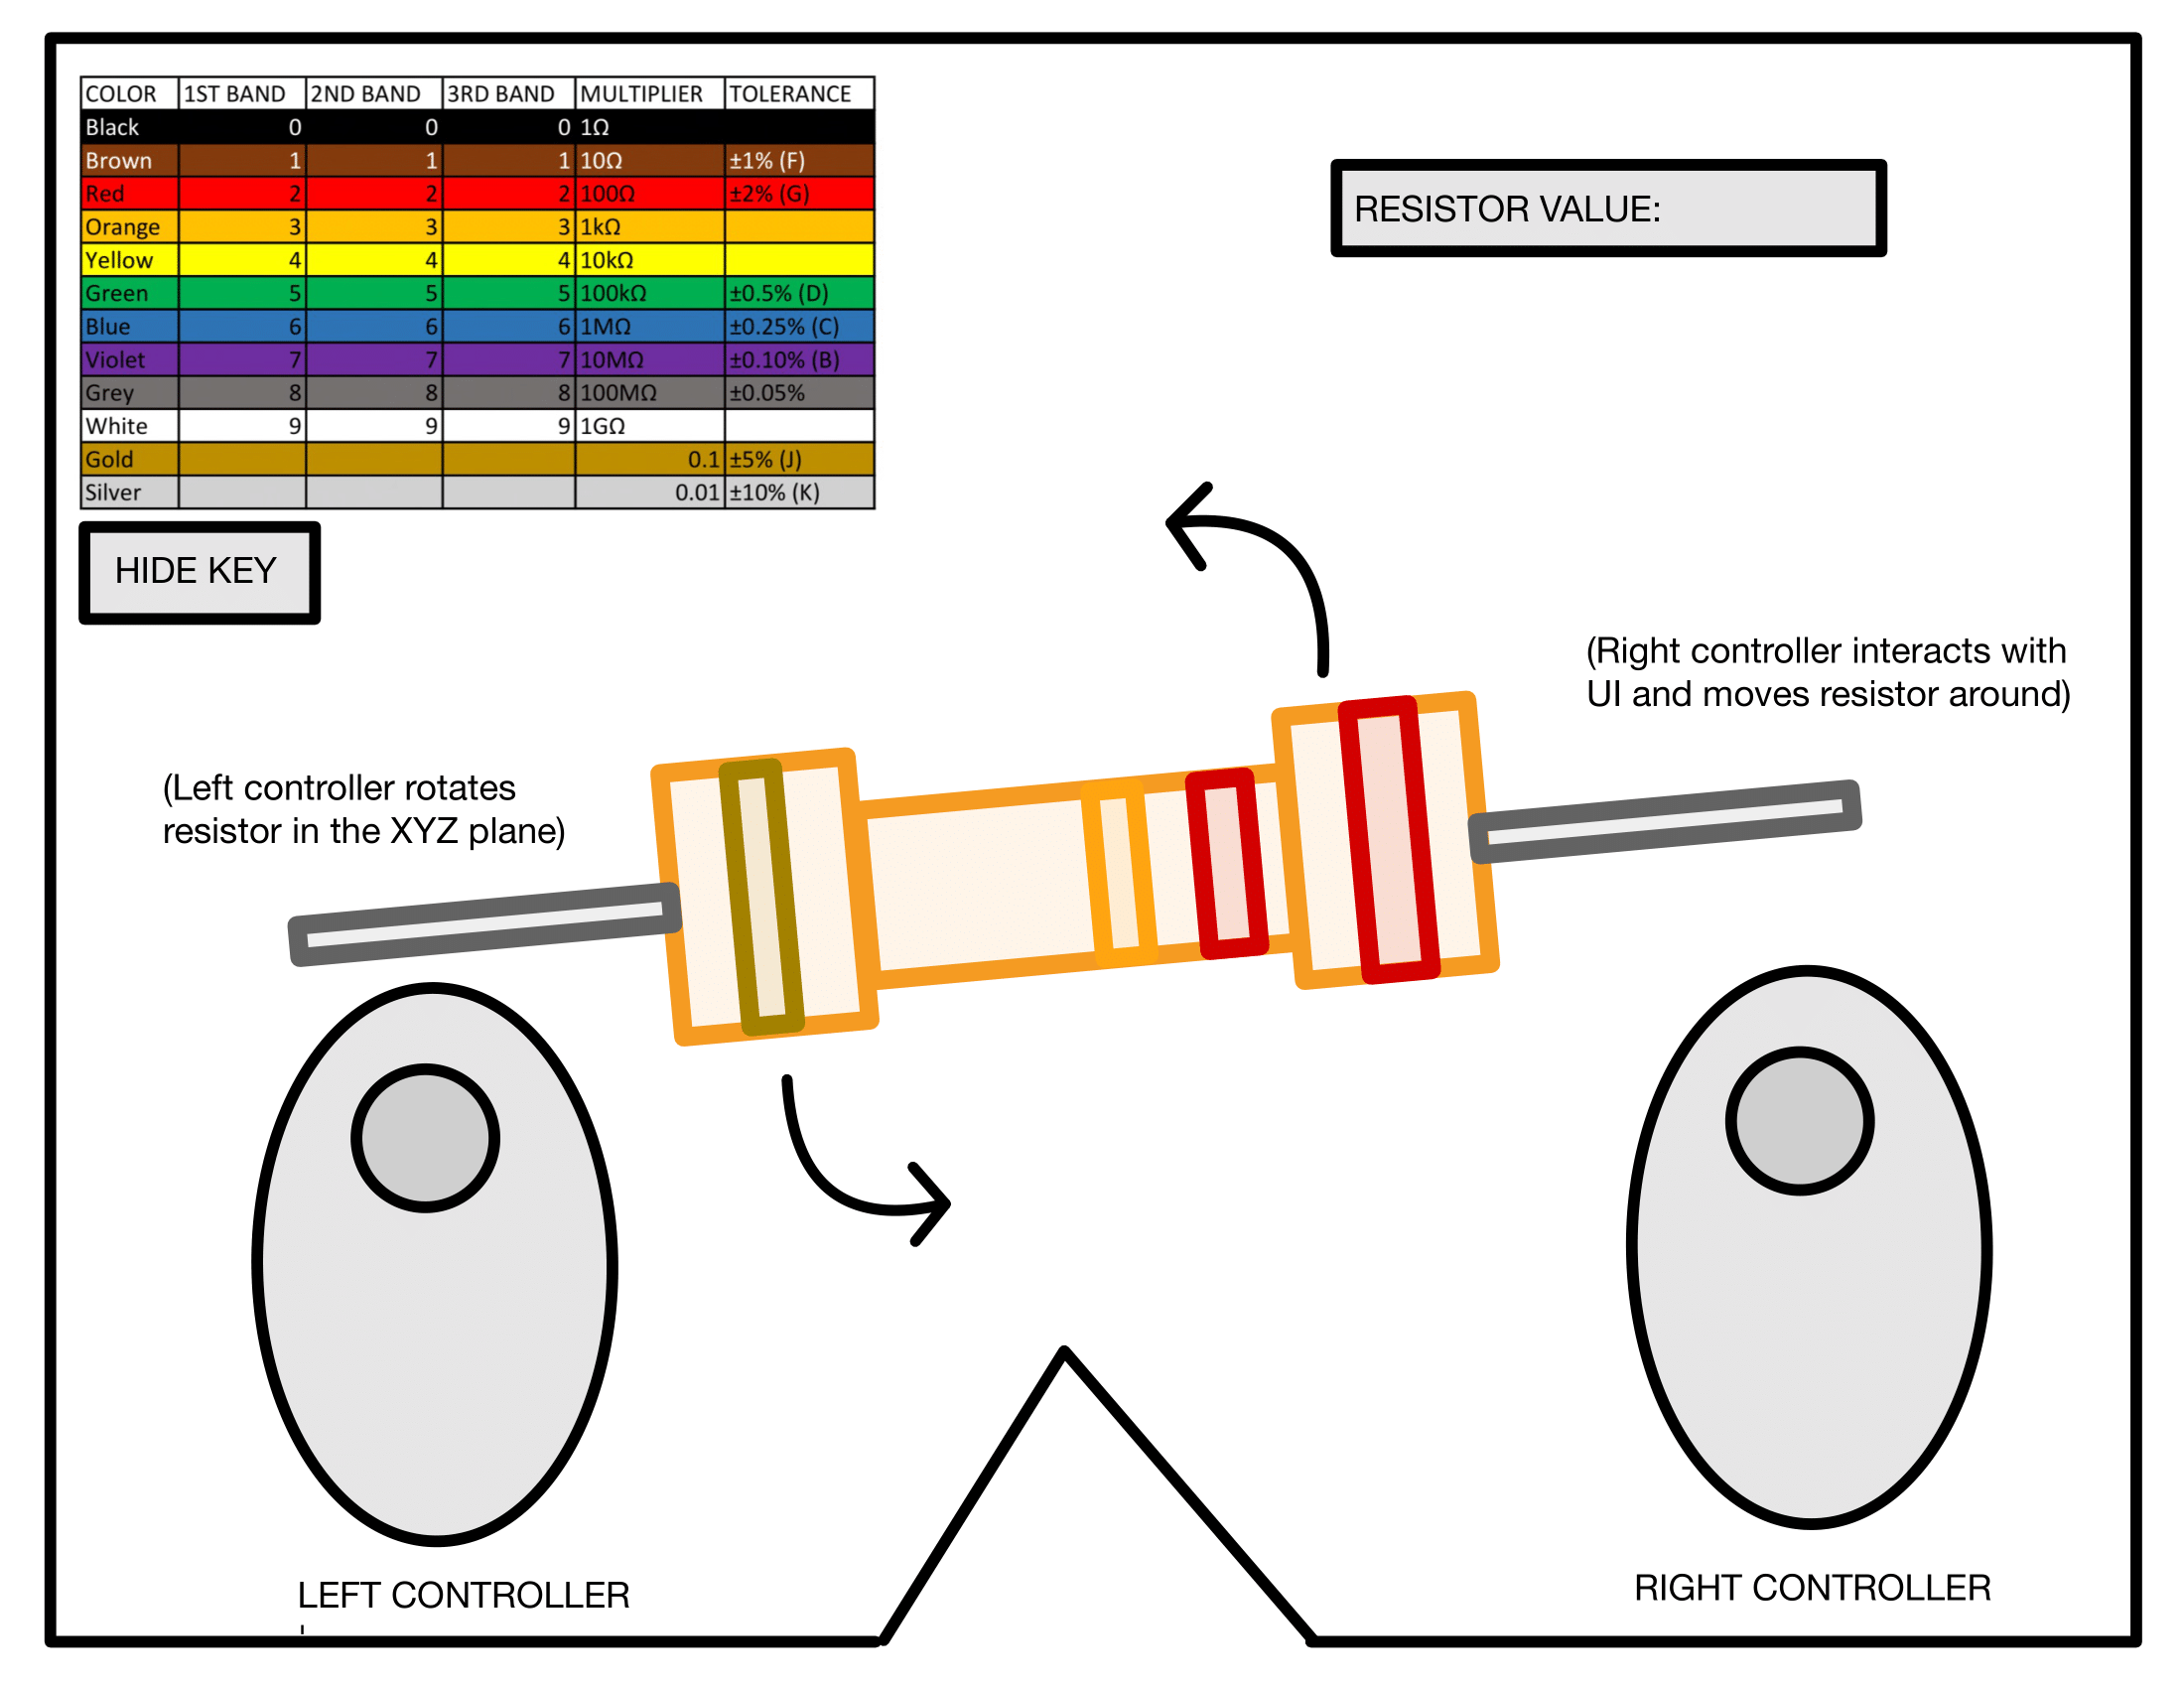 COLOR 1ST BAND 2ND BAND 3RD BAND MULTIPLIER TOLERANCE
Black 0 0 0 1Ω
Brown 1 1 1 10Ω ±1% (F)
Red 2 2 2 100Ω ±2% (G)
Orange 3 3 3 1kΩ
Yellow 4 4 4 10kΩ
Green 5 5 5 100kΩ ±0.5% (D)
Blue 6 6 6 1MΩ ±0.25% (C)
Violet 7 7 7 10MΩ ±0.10% (B)
Grey 8 8 8 100MΩ ±0.05%
White 9 9 9 1GΩ
Gold 0.1 ±5% (J)
Silver 0.01 ±10% (K)
RESISTOR VALUE:
HIDE KEY
(Right controller interacts with
UI and moves resistor around)
(Left controller rotates
resistor in the XYZ plane)
LEFT CONTROLLER
RIGHT CONTROLLER